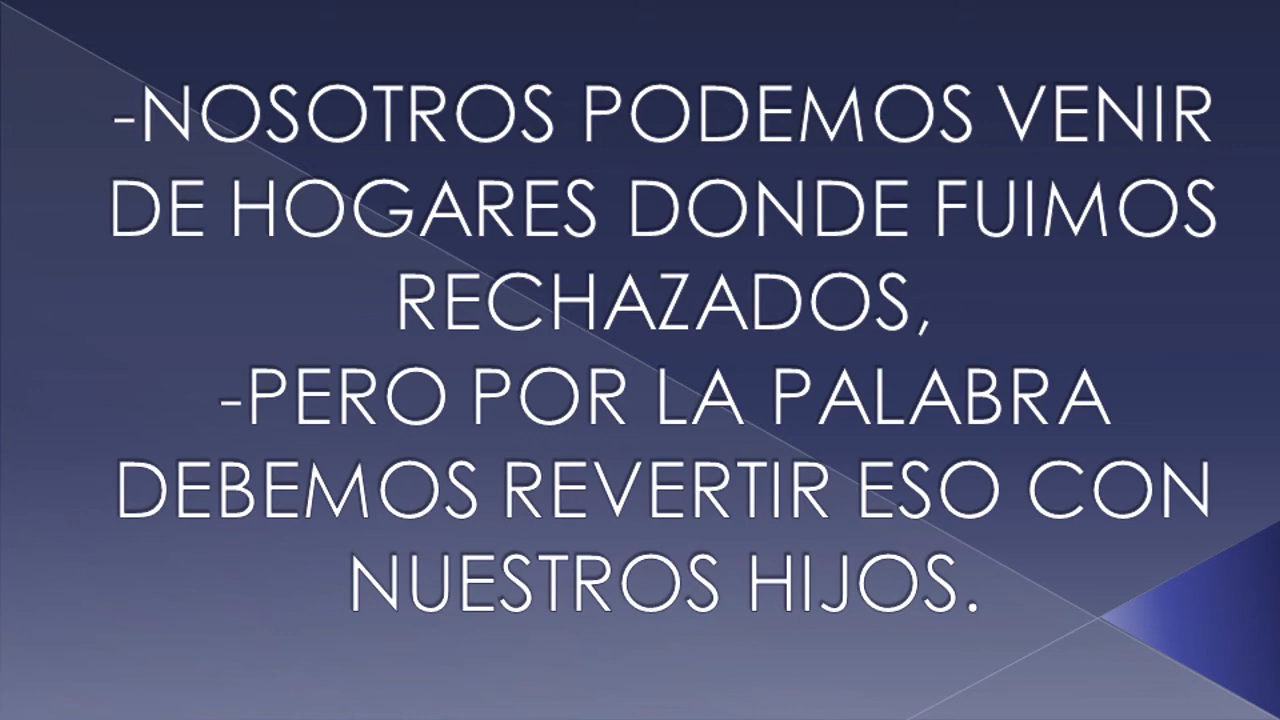 -NOSOTROS PODEMOS VENIR
DE HOGARES DONDE FUIMOS
RECHAZADOS,
-PERO POR LA PALABRA
DEBEMOS REVERTIR ESO CON
NUESTROS HIJOS.